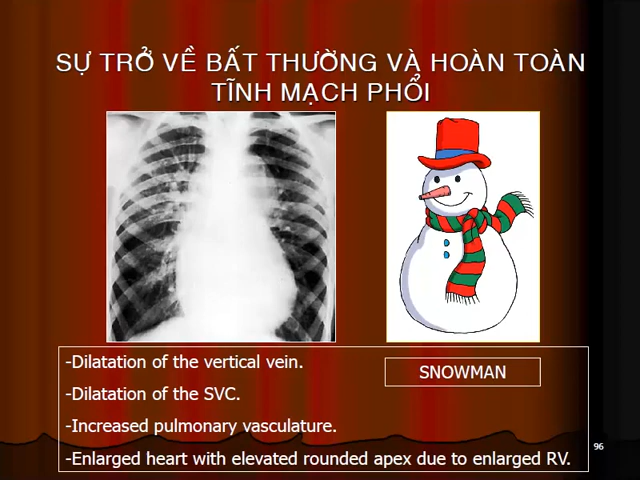 SỰ TRỞ VỀ BẤT THƯỜNG VÀ HOÀN TOÀN
TĨNH MẠCH PHỔI
-Dilatation of the vertical vein.
SNOWMAN
-Dilatation of the SVC.
-Increased pulmonary vasculature.
-Enlarged heart with elevated rounded apex due to enlarged RV.
96